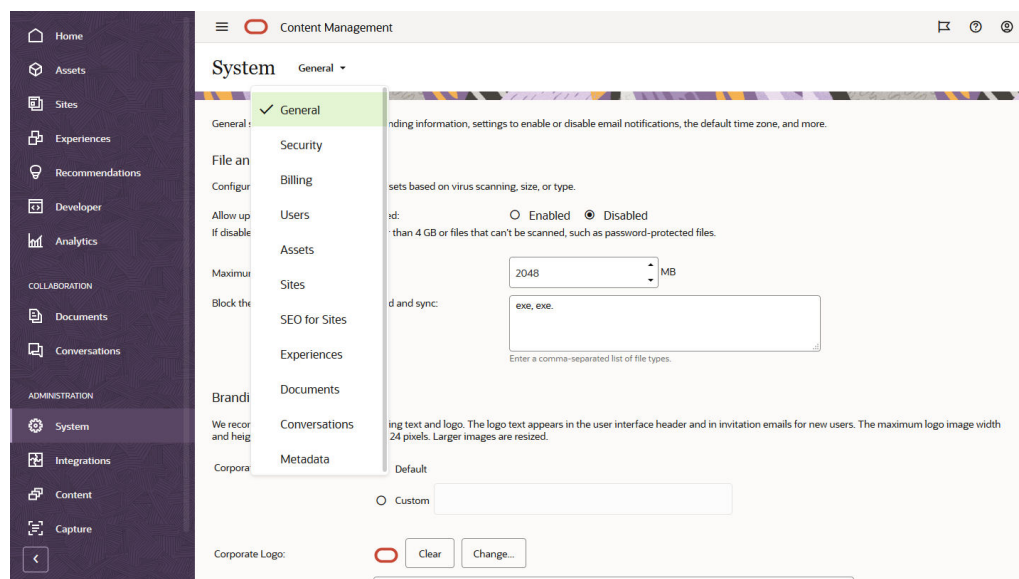 Home
Assets
Sites
Experiences
Recommendations
Developer
Analytics
COLLABORATION
Documents
Conversations
ADMINISTRATION
System
Integrations
Content
Capture
Content Management
System General
General
Security
Billing
Users
Assets
Sites
SEO for Sites
Experiences
Documents
Conversations
Metadata
General nding information, settings to enable or disable email notifications, the default time zone, and more.
File an
Configur sets based on virus scanning, size, or type.
Allow up ed: Enabled Disabled
If disable than 4 GB or files that can't be scanned, such as password-protected files.
Maximu 2048 MB
Block the d and sync: exe, exe.
Enter a comma-separated list of file types.
Brandi
We recor ing text and logo. The logo text appears in the user interface header and in invitation emails for new users. The maximum logo image width
and heig 24 pixels. Larger images are resized.
Corpora Default
Custom
Corporate Logo: Clear Change...